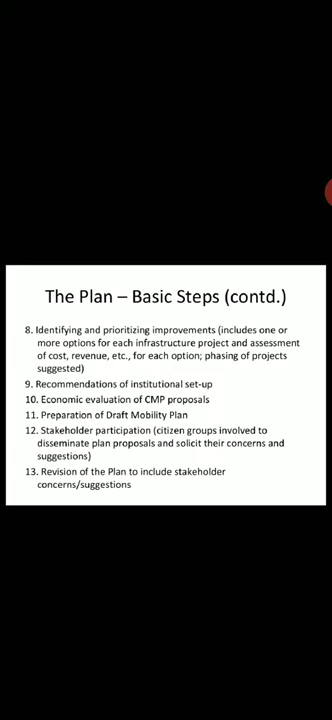 The Plan – Basic Steps (contd.)
8. Identifying and prioritizing improvements (includes one or
more options for each infrastructure project and assessment
of cost, revenue, etc., for each option; phasing of projects
suggested)
9. Recommendations of institutional set-up
10. Economic evaluation of CMP proposals
11. Preparation of Draft Mobility Plan
12. Stakeholder participation (citizen groups involved to
disseminate plan proposals and solicit their concerns and
suggestions)
13. Revision of the Plan to include stakeholder
concerns/suggestions